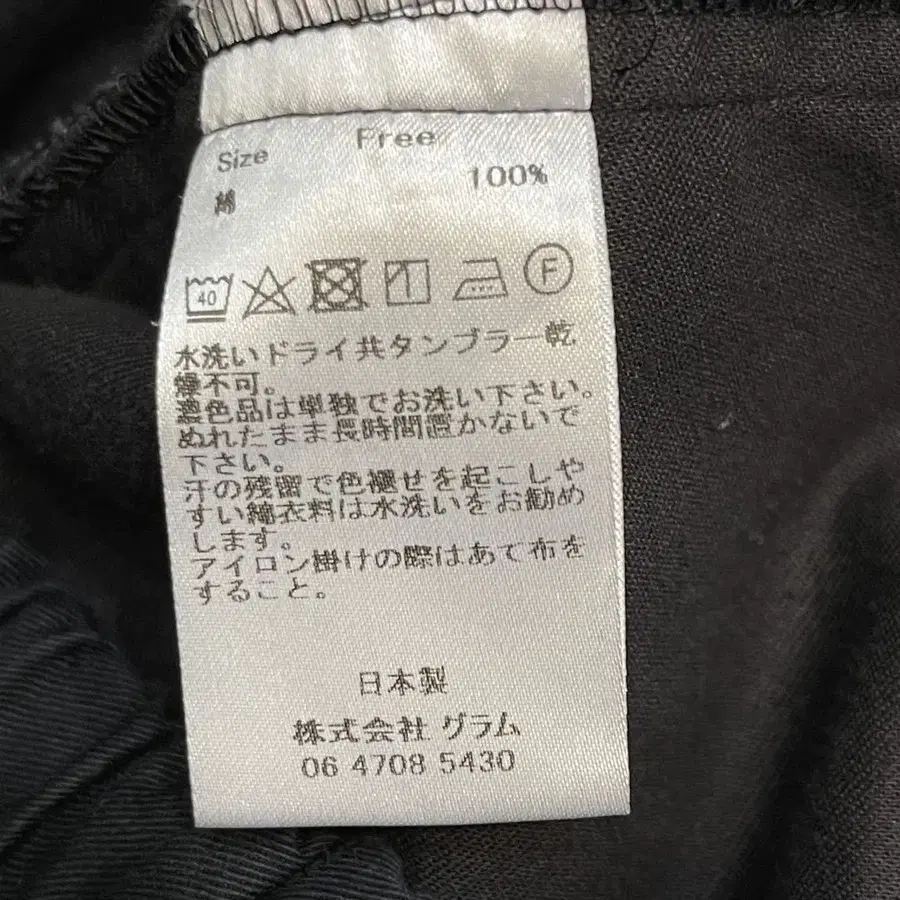 Size Free
綿 100%
40 F
水洗いドライ共タンブラー乾
燥不可。
濃色品は単独でお洗い下さい。
ぬれたまま長時間置かないで
下さい。
汗の残留で色褪せを起こしや
すい綿衣料は水洗いをお勧め
します。
アイロン掛けの際はあて布を
すること。
日本製
株式会社 グラム
06 4708 5430